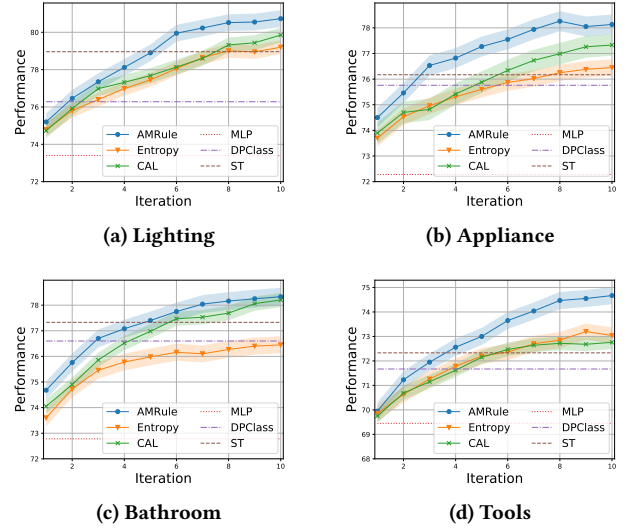 80
78
76
74
72
Performance
AMRule
Entropy
CAL
MLP
DPClass
ST
2 4 6 8 10
Iteration
(a) Lighting
78
77
76
75
74
73
72
Performance
AMRule
Entropy
CAL
MLP
DPClass
ST
2 4 6 8 10
Iteration
(b) Appliance
78
77
76
75
74
73
72
Performance
AMRule
Entropy
CAL
MLP
DPClass
ST
2 4 6 8 10
Iteration
(c) Bathroom
75
74
73
72
71
70
69
68
Performance
AMRule
Entropy
CAL
MLP
DPClass
ST
2 4 6 8 10
Iteration
(d) Tools